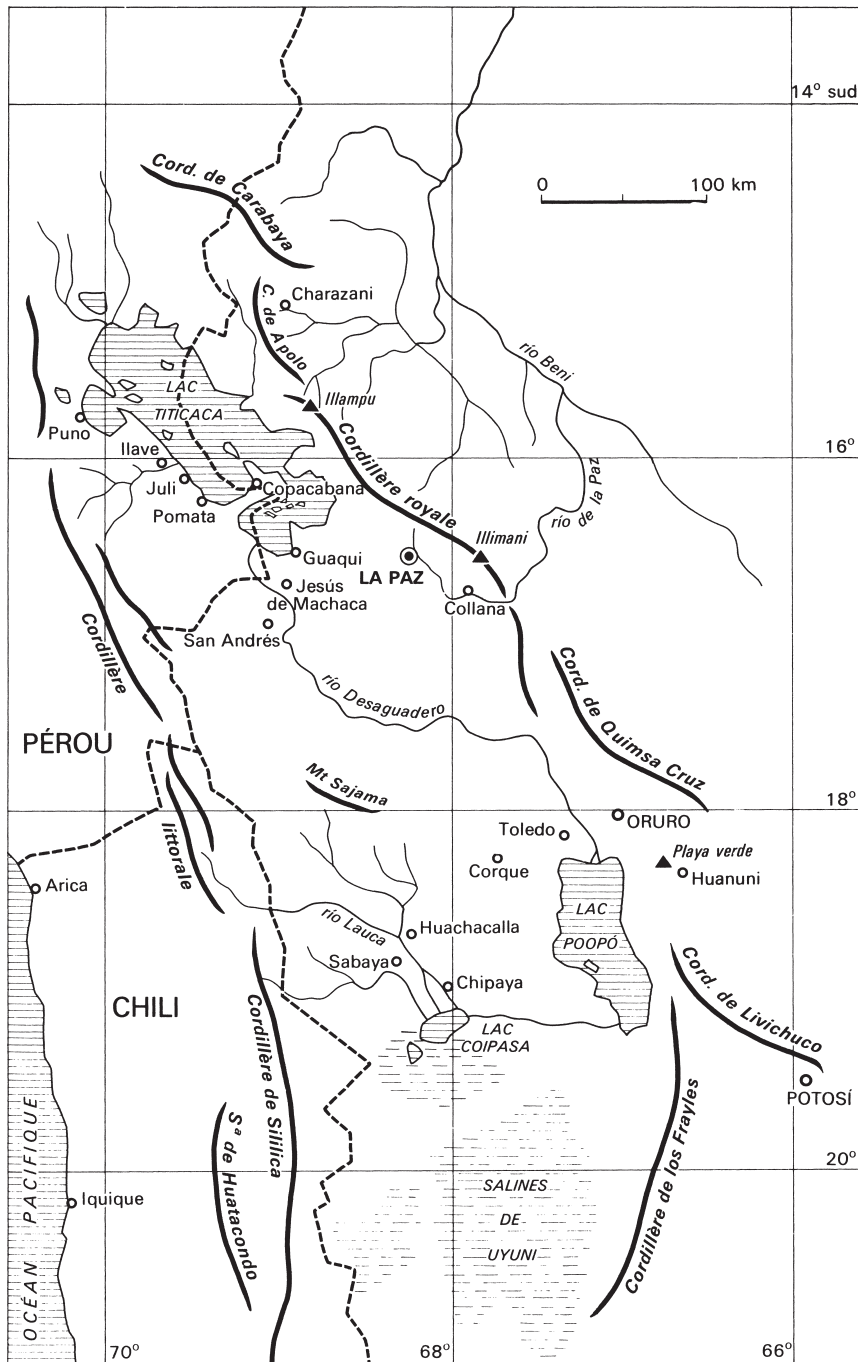 14° sud
Cord. de Carabaya
0 100 km
Charazani
C. de Apolo
río Beni
LAC
TITICACA
Illampu
Puno
Ilave
16°
Cordillère royale
Juli
Copacabana
Pomata
río de la Paz
Illimani
Guaqui
LA PAZ
Jesús
de Machaca
Collana
San Andrés
Cordillère
río Desaguadero
Cord. de Quimsa Cruz
PÉROU
Mt Sajama
18°
littorale
Toledo
ORURO
Corque
Playa verde
Huanuni
Arica
LAC
POOPÓ
río Lauca
Huachacalla
Sabaya
Chipaya
Cord. de Livichuco
CHILI
LAC
COIPASA
Cordillère de Sililica
POTOSÍ
Sª de Huatacondo
Cordillère de los Frayles
20°
OCÉAN PACIFIQUE
Iquique
SALINES
DE
UYUNI
70°
68°
66°